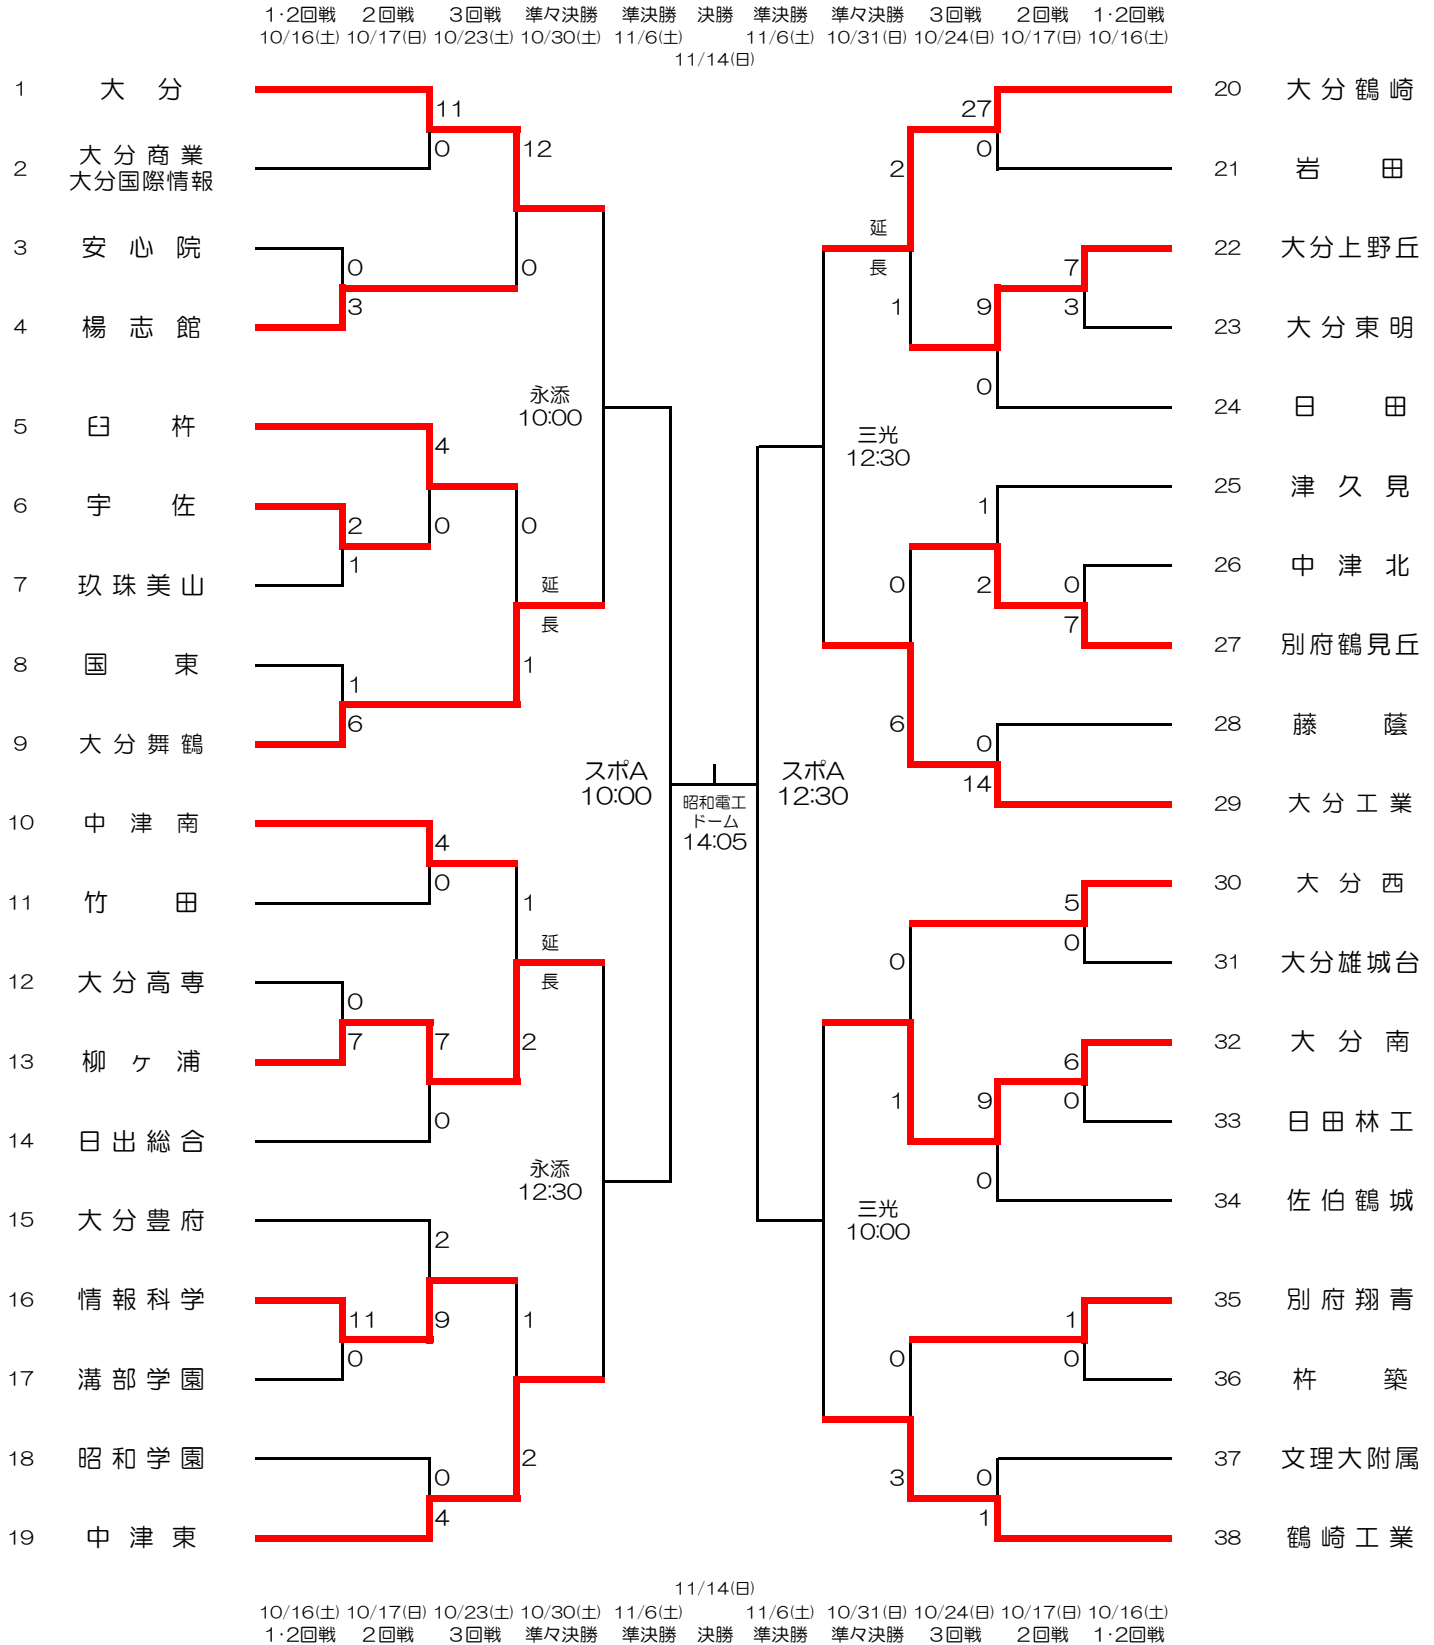 1・2回戦 2回戦 3回戦 準々決勝 準決勝 決勝 準決勝 準々決勝 3回戦 2回戦 1・2回戦
10/16(土) 10/17(日) 10/23(土) 10/30(土) 11/6(土) 11/6(土) 10/31(日) 10/24(日) 10/17(日) 10/16(土)
11/14(日)
1 大分
11
0
2 大分商業
大分国際情報
12
0
3 安心院
0
3
4 楊志館
永添
10:00
5 臼杵
4
0
6 宇佐
2
1
7 玖珠美山
0
延
長
1
8 国東
1
6
9 大分舞鶴
スポA
10:00
10 中津南
4
0
11 竹田
1
延
長
2
12 大分高専
0
7
13 柳ヶ浦
7
0
14 日出総合
永添
12:30
15 大分豊府
2
9
16 情報科学
11
0
17 溝部学園
1
2
18 昭和学園
0
4
19 中津東
昭和電工
ドーム
14:05
20 大分鶴崎
27
0
21 岩田
2
延
長
1
22 大分上野丘
7
3
23 大分東明
9
0
24 日田
三光
12:30
25 津久見
1
2
26 中津北
0
7
27 別府鶴見丘
0
6
28 藤蔭
0
14
29 大分工業
スポA
12:30
30 大分西
5
0
31 大分雄城台
0
1
32 大分南
6
0
33 日田林工
9
0
34 佐伯鶴城
三光
10:00
35 別府翔青
1
0
36 杵築
0
3
37 文理大附属
0
1
38 鶴崎工業
11/14(日)
10/16(土) 10/17(日) 10/23(土) 10/30(土) 11/6(土) 11/6(土) 10/31(日) 10/24(日) 10/17(日) 10/16(土)
1・2回戦 2回戦 3回戦 準々決勝 準決勝 決勝 準決勝 準々決勝 3回戦 2回戦 1・2回戦